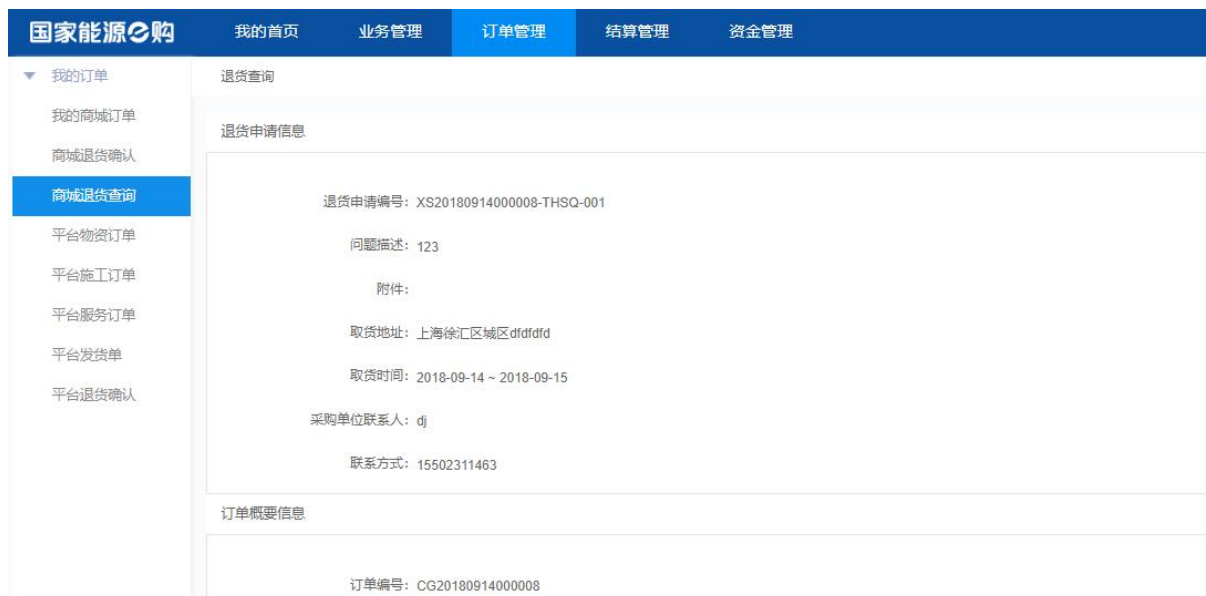 国家能源e购 我的首页 业务管理 订单管理 结算管理 资金管理
我的订单
我的商城订单
商城退货确认
商城退货查询
平台物资订单
平台施工订单
平台服务订单
平台发货单
平台退货确认
退货查询
退货申请信息
退货申请编号：XS20180914000008-THSQ-001
问题描述：123
附件：
取货地址：上海徐汇区城区dfdfdfd
取货时间：2018-09-14 ~ 2018-09-15
采购单位联系人：dj
联系方式：15502311463
订单概要信息
订单编号：CG20180914000008